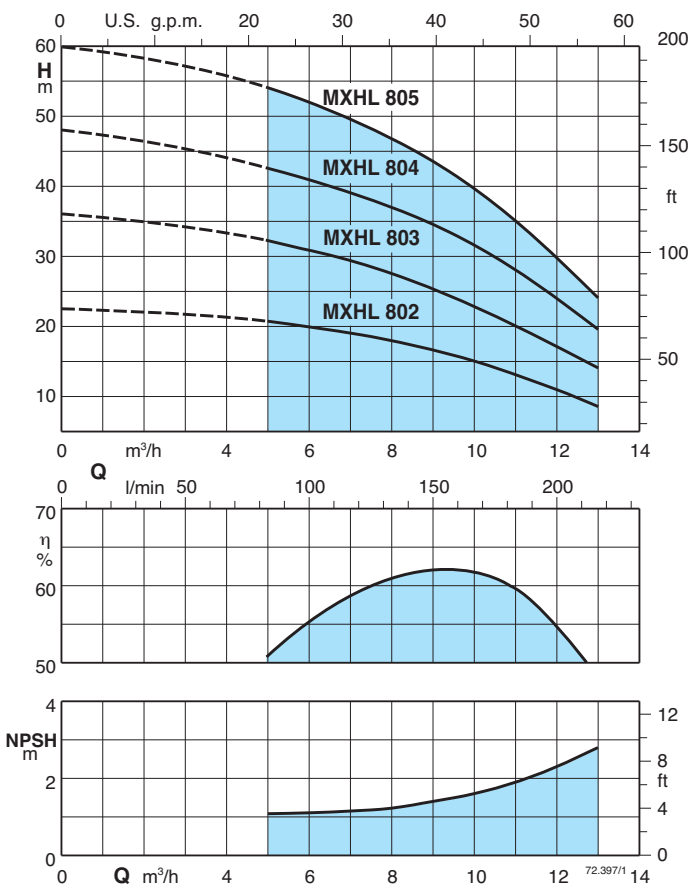 0 U.S. g.p.m. 20 30 40 50 60
60 200
H
m
MXHL 805
50
150
MXHL 804
40
ft
MXHL 803
30 100
MXHL 802
20
50
10
0 m³/h 4 6 8 10 12 14
Q
0 l/min 50 100 150 200
70
η
%
60
50
4
12
NPSH
m
8
ft
2
4
0 0
0 Q m³/h 4 6 8 10 12 72.397/1 14